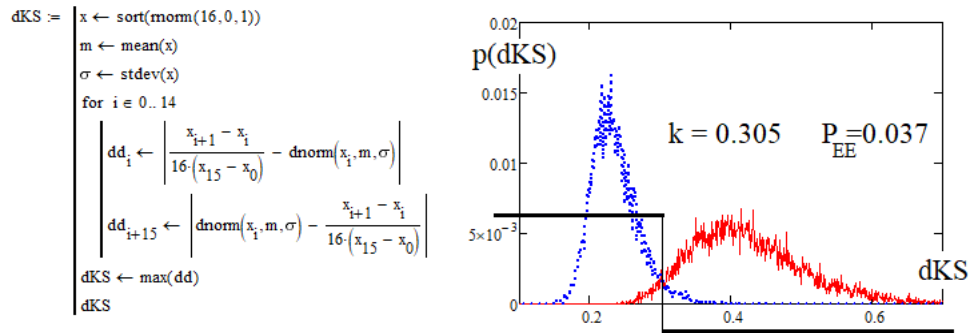 dKS := x ← sort(rnorm(16,0,1))
m ← mean(x)
σ ← stdev(x)
for i ∈ 0..14
dd_i ← | (x_{i+1} − x_i) / (16·(x_15 − x_0)) − dnorm(x_i, m, σ) |
dd_{i+15} ← | dnorm(x_i, m, σ) − (x_{i+1} − x_i) / (16·(x_15 − x_0)) |
dKS ← max(dd)
dKS
0.02
p(dKS)
0.015
k = 0.305 P_EE=0.037
0.01
5×10^-3
dKS
0
0.2 0.4 0.6